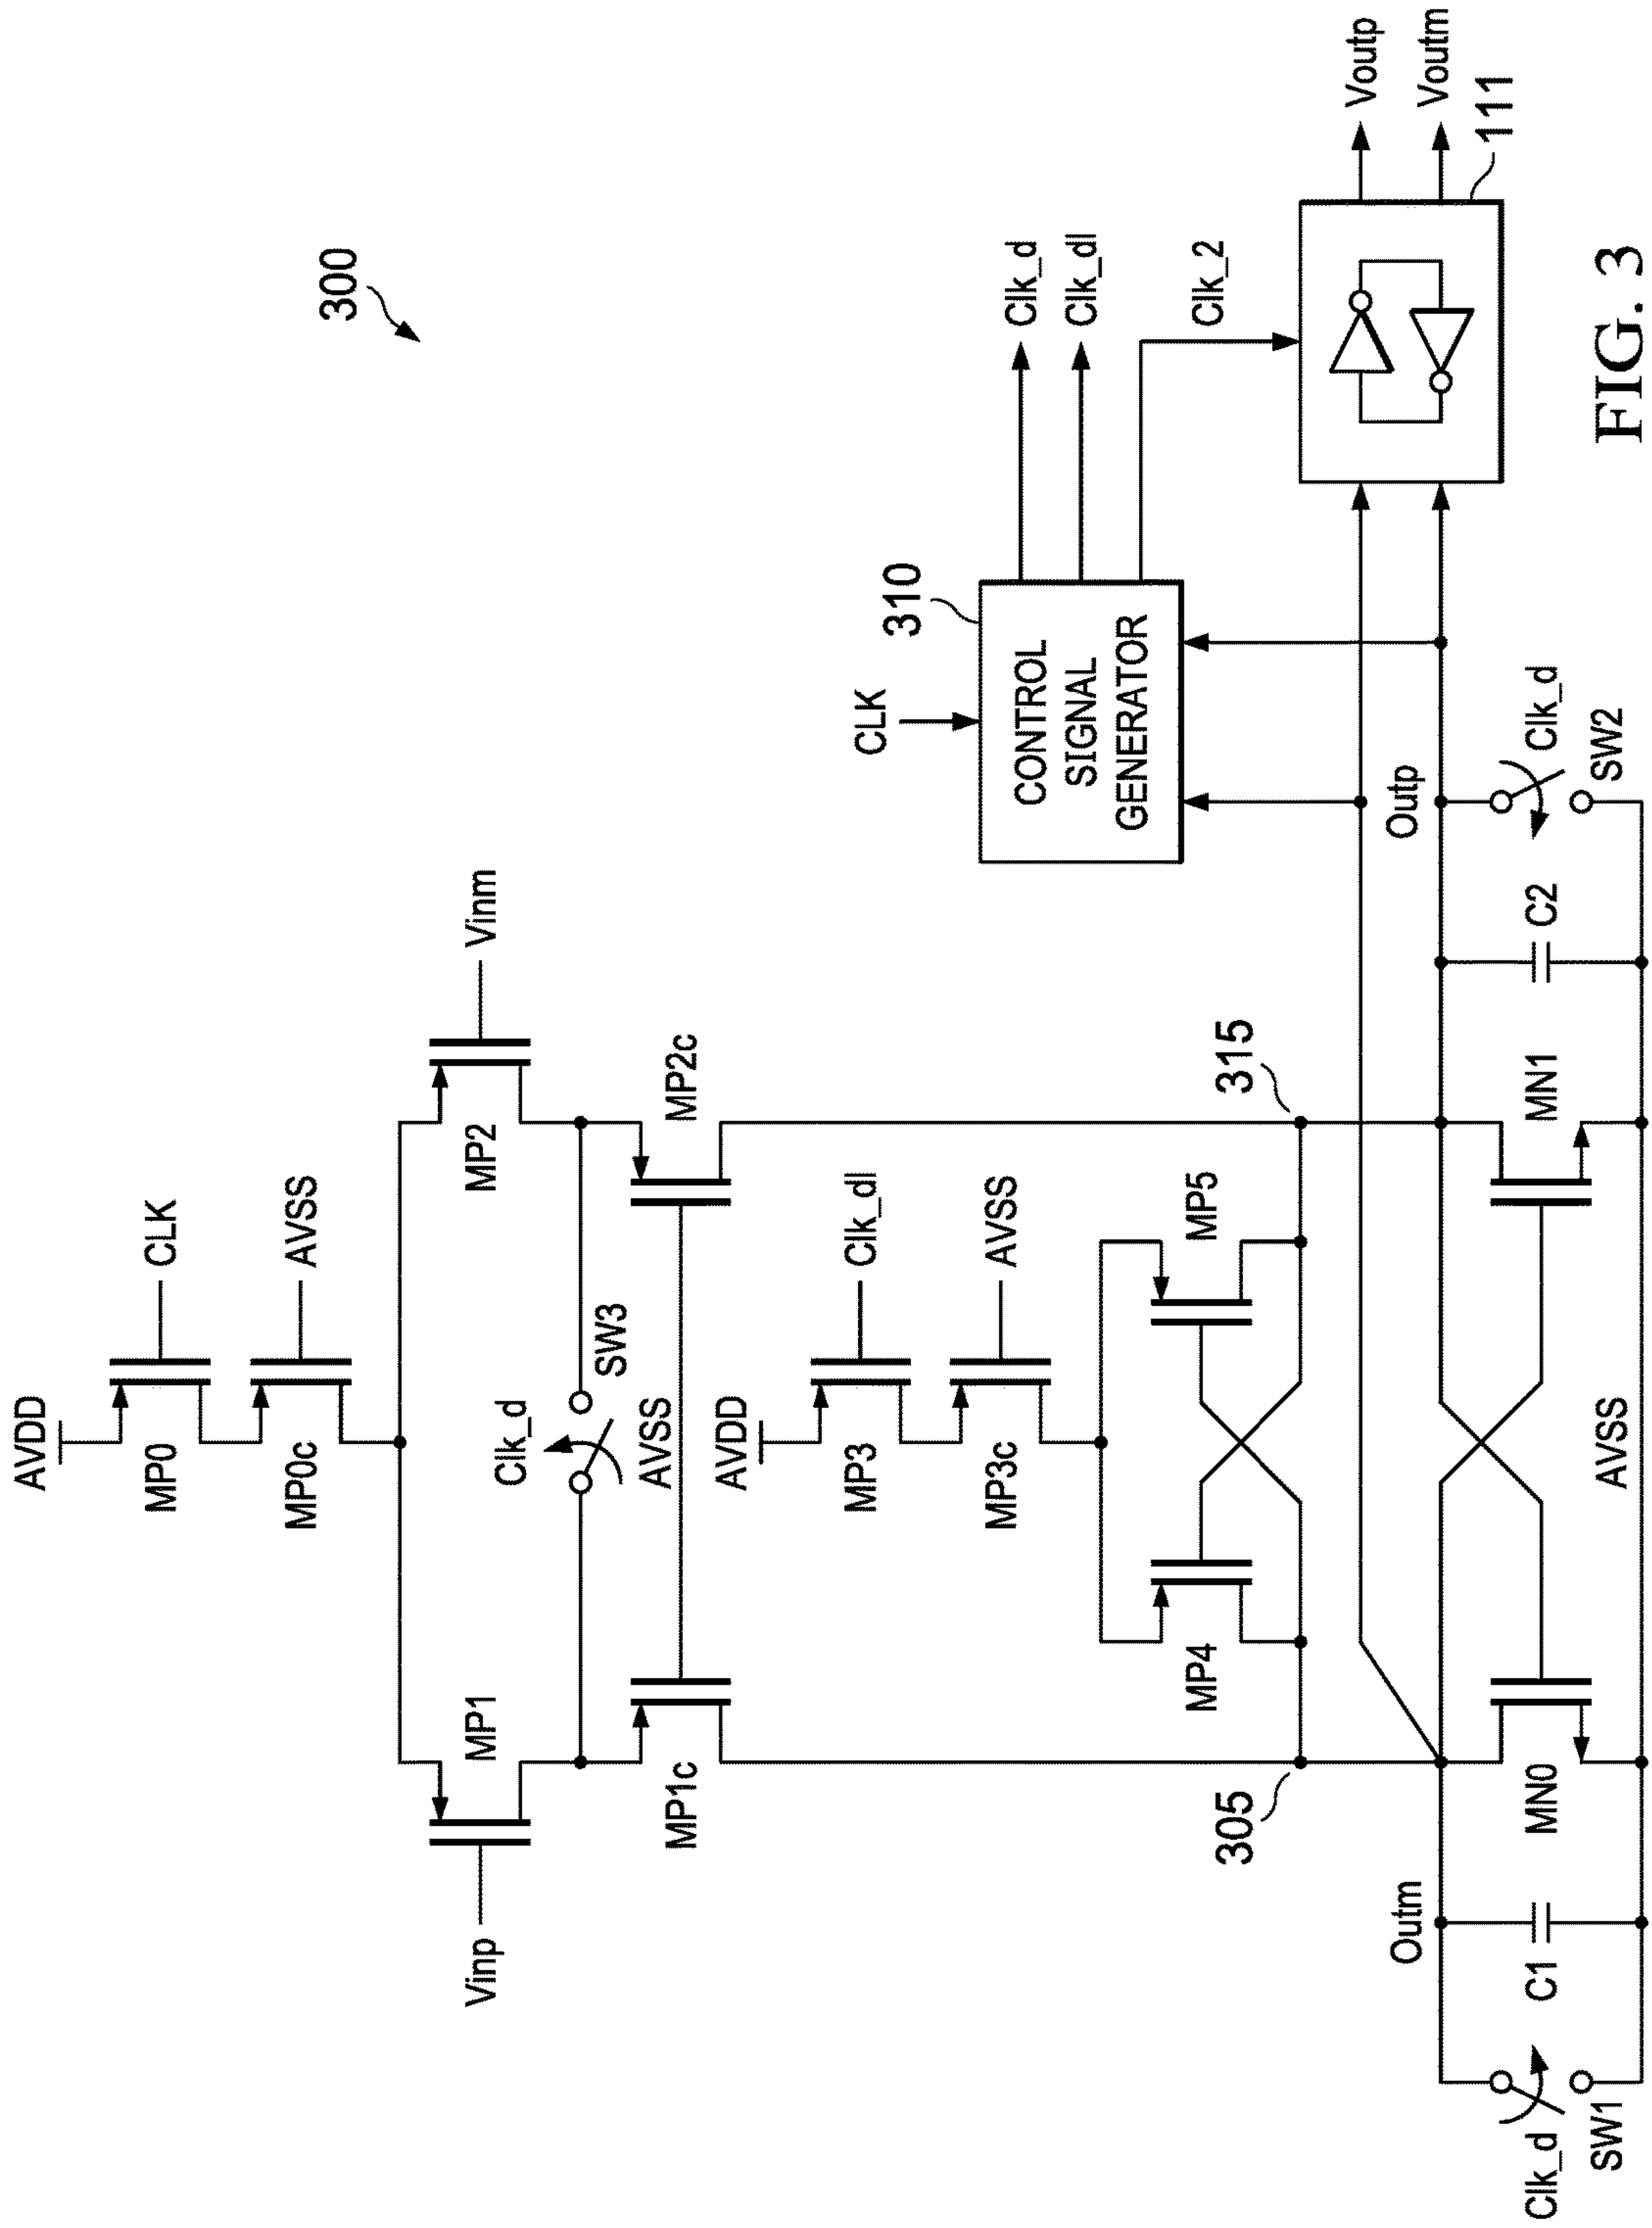 300
AVDD
CLK
MP0
AVSS
MP0c
Vinp
MP1
MP2
Vinm
Clk_d
SW3
MP1c
AVSS
MP2c
AVDD
Clk_dl
MP3
AVSS
MP3c
MP4
MP5
305
315
CLK
310
CONTROL
SIGNAL
GENERATOR
Clk_d
Clk_dl
Clk_2
Outm
Outp
Voutp
Voutm
111
Clk_d
SW1
C1
MN0
MN1
C2
Clk_d
SW2
AVSS
FIG. 3